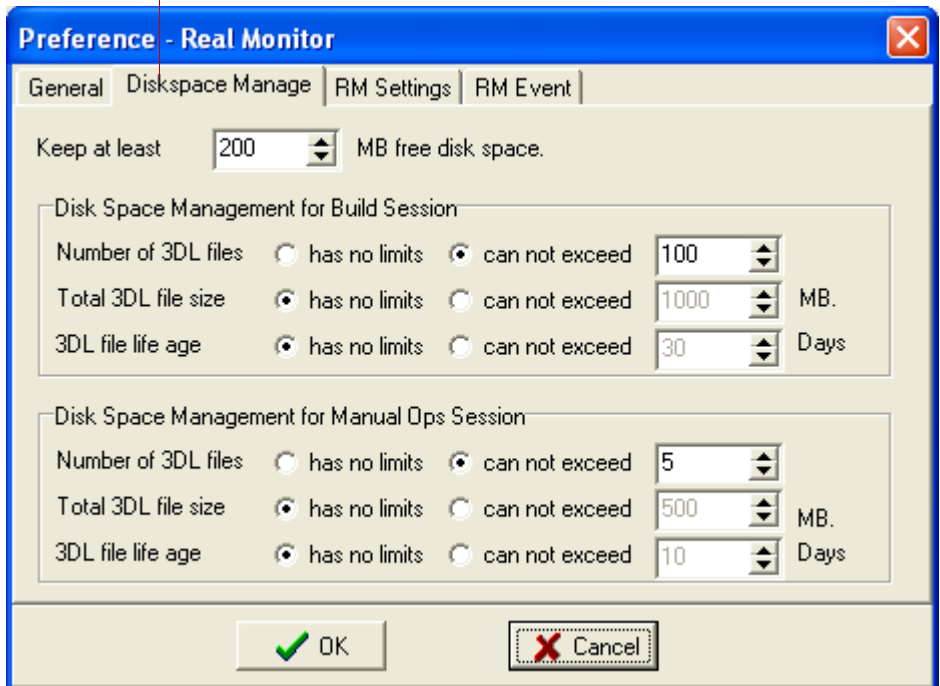 Preference - Real Monitor
General Diskspace Manage RM Settings RM Event
Keep at least 200 MB free disk space.
Disk Space Management for Build Session
Number of 3DL files has no limits can not exceed 100
Total 3DL file size has no limits can not exceed 1000 MB.
3DL file life age has no limits can not exceed 30 Days
Disk Space Management for Manual Ops Session
Number of 3DL files has no limits can not exceed 5
Total 3DL file size has no limits can not exceed 500 MB.
3DL file life age has no limits can not exceed 10 Days
OK Cancel